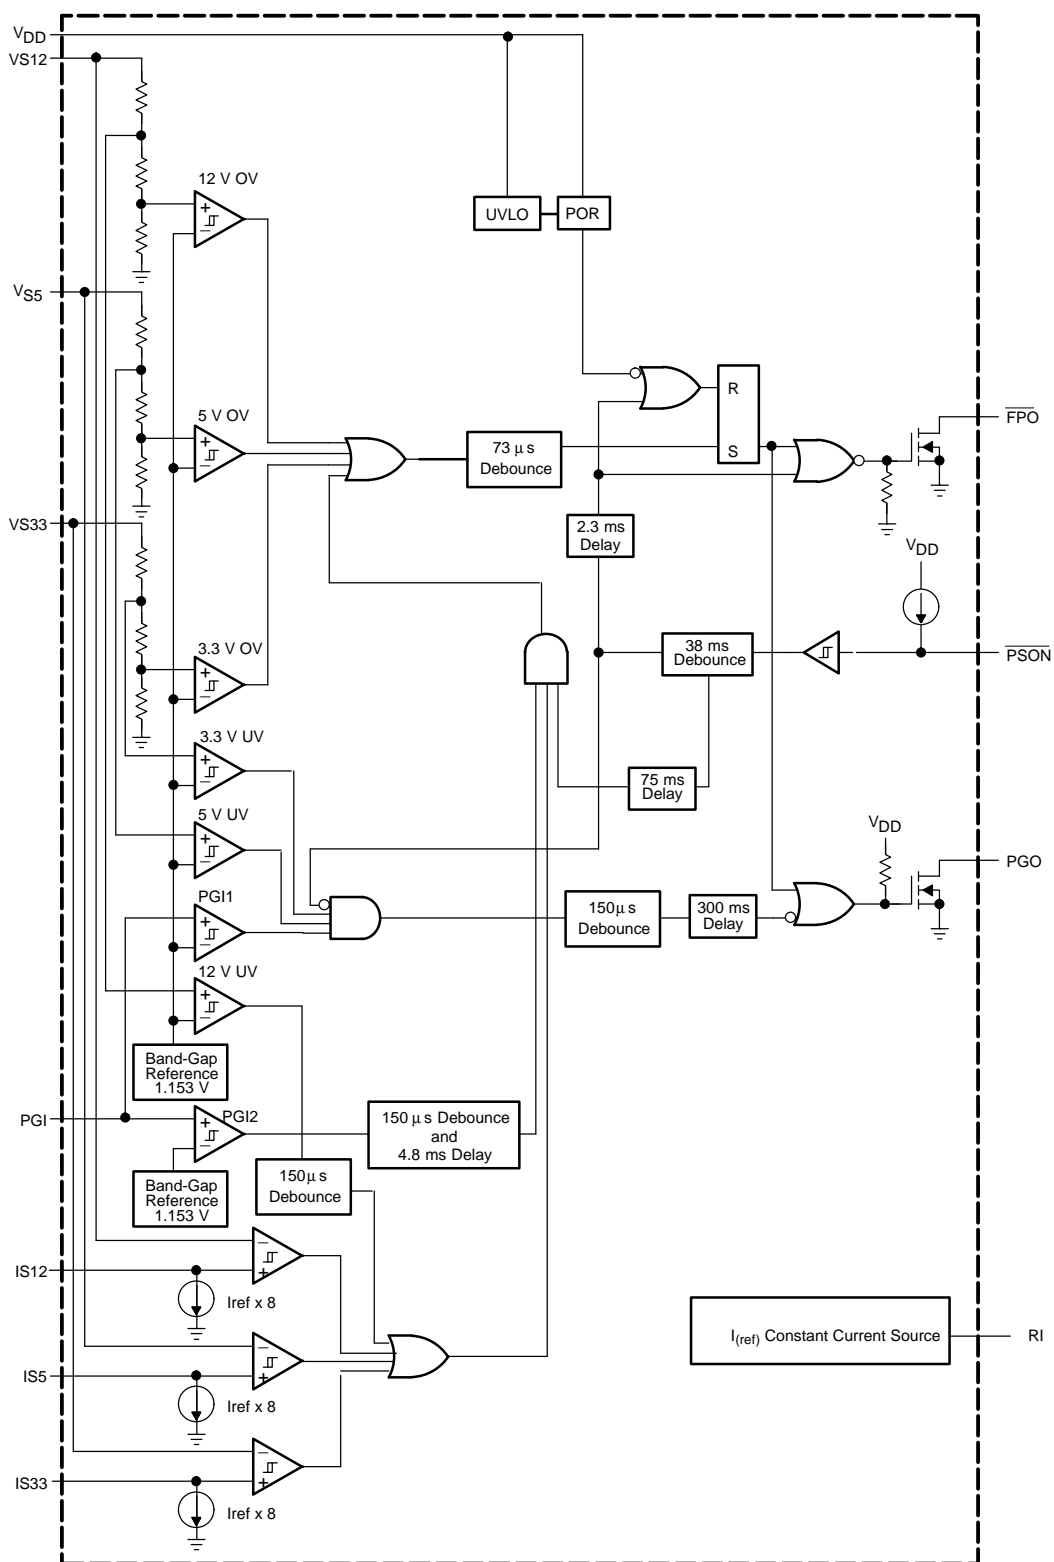 VDD
VS12
12 V OV
UVLO
POR
VS5
R
S
FPO
5 V OV
73 μs
Debounce
VS33
2.3 ms
Delay
VDD
3.3 V OV
38 ms
Debounce
PSON
3.3 V UV
75 ms
Delay
5 V UV
VDD
PGO
PGI1
150μs
Debounce
300 ms
Delay
12 V UV
Band-Gap
Reference
1.153 V
PGI
PGI2
150 μs Debounce
and
4.8 ms Delay
Band-Gap
Reference
1.153 V
150μs
Debounce
IS12
Iref x 8
I(ref) Constant Current Source
RI
IS5
Iref x 8
IS33
Iref x 8